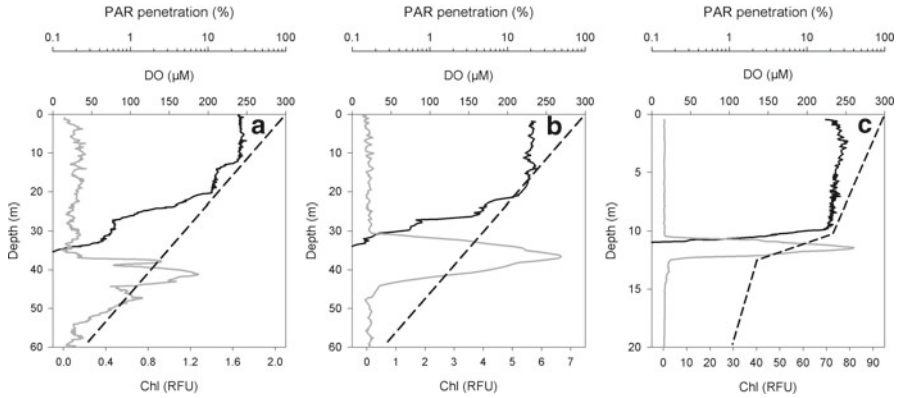 PAR penetration (%)
0.1 1 10 100
DO (µM)
0 50 100 150 200 250 300
a
Depth (m)
0
10
20
30
40
50
60
0.0 0.4 0.8 1.2 1.6 2.0
Chl (RFU)
PAR penetration (%)
0.1 1 10 100
DO (µM)
0 50 100 150 200 250 300
b
Depth (m)
0
10
20
30
40
50
60
0 1 2 3 4 5 6 7
Chl (RFU)
PAR penetration (%)
0.1 1 10 100
DO (µM)
0 50 100 150 200 250 300
c
Depth (m)
0
5
10
15
20
0 10 20 30 40 50 60 70 80 90
Chl (RFU)